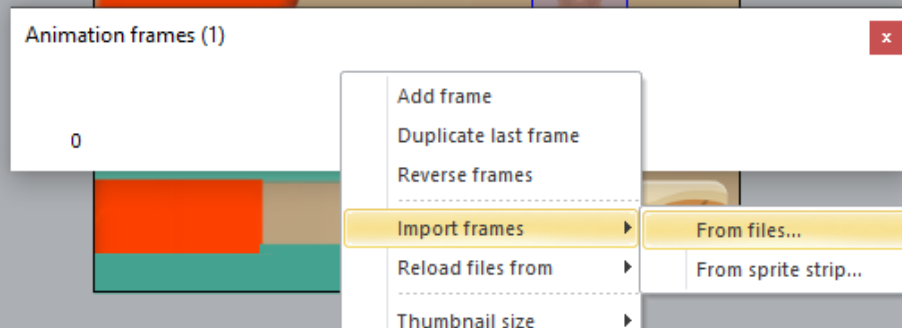 Animation frames (1)
x
0
Add frame
Duplicate last frame
Reverse frames
Import frames
From files...
Reload files from
From sprite strip...
Thumbnail size